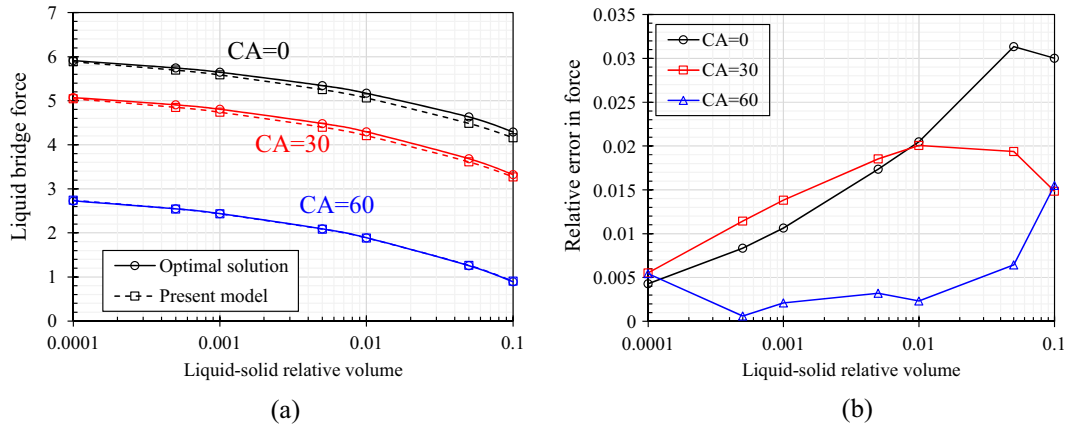 7
6
5
4
3
2
1
0
Liquid bridge force
CA=0
CA=30
CA=60
Optimal solution
Present model
0.0001
0.001
0.01
0.1
Liquid-solid relative volume
(a)
0.035
0.03
0.025
0.02
0.015
0.01
0.005
0
Relative error in force
CA=0
CA=30
CA=60
0.0001
0.001
0.01
0.1
Liquid-solid relative volume
(b)